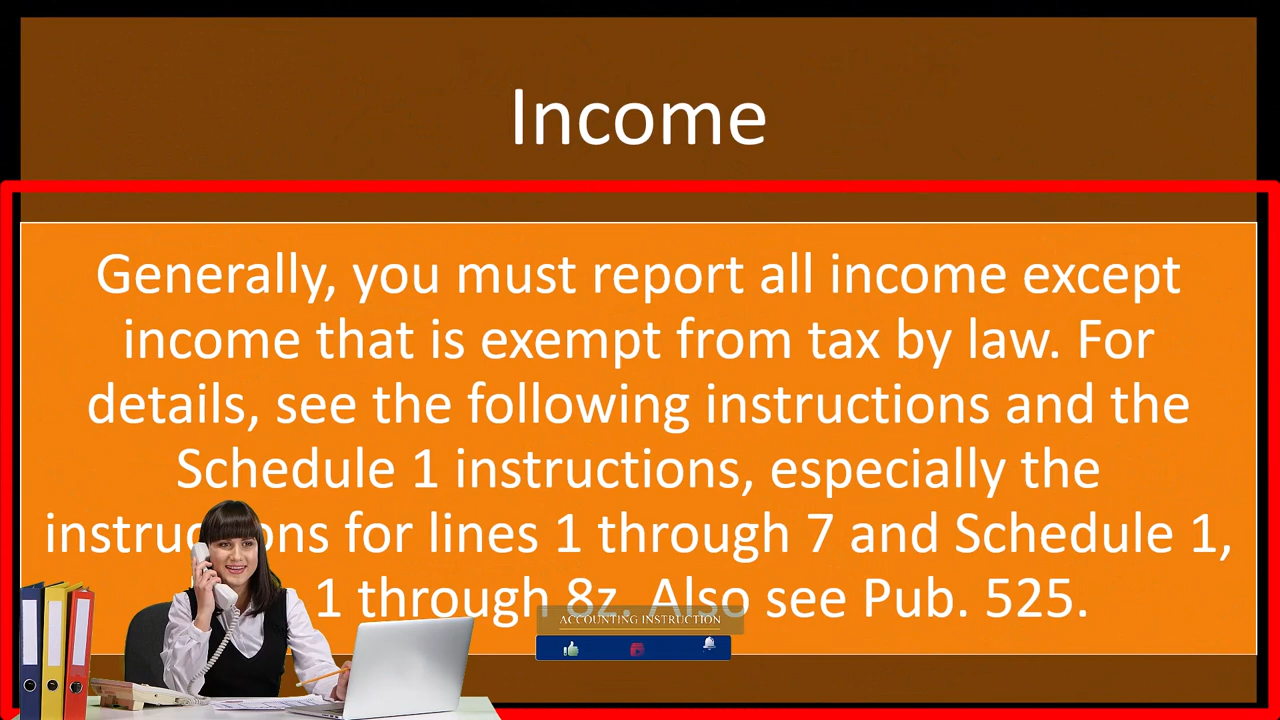 Income
Generally, you must report all income except
income that is exempt from tax by law. For
details, see the following instructions and the
Schedule 1 instructions, especially the
for lines 1 through 7 and Schedule 1,
1 through 8z. Also see Pub. 525.
ACCOUNTING INSTRUCTION